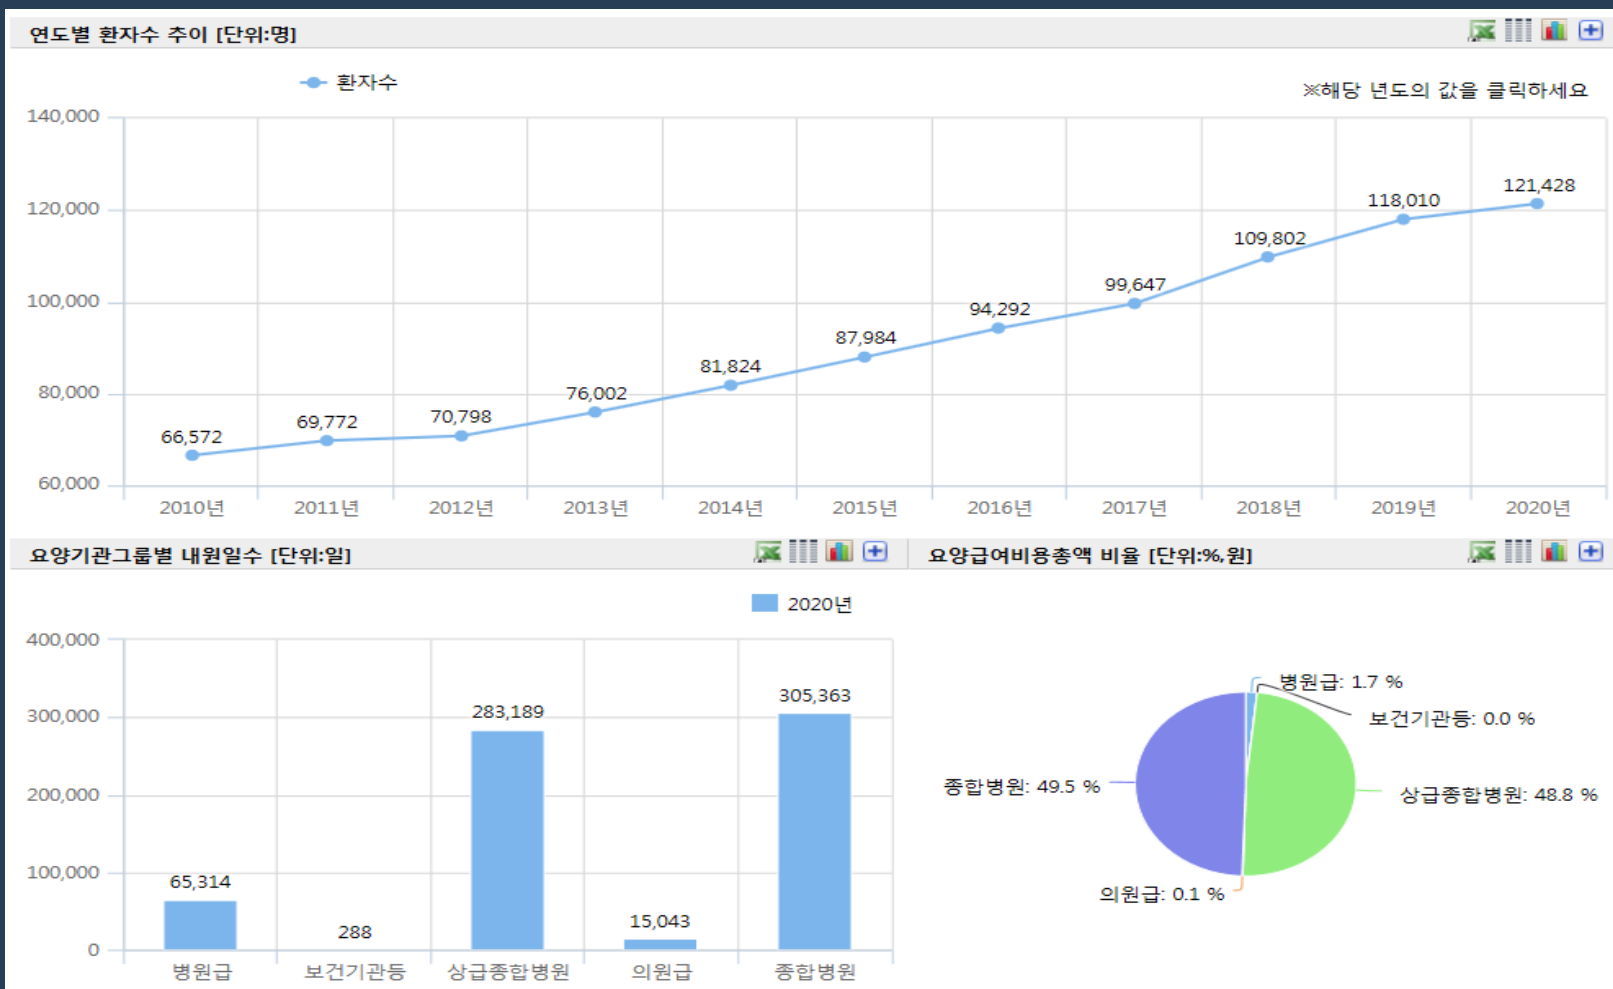 연도별 환자수 추이 [단위:명]
환자수
※해당 년도의 값을 클릭하세요
140,000
120,000
100,000
80,000
60,000
66,572
69,772
70,798
76,002
81,824
87,984
94,292
99,647
109,802
118,010
121,428
2010년 2011년 2012년 2013년 2014년 2015년 2016년 2017년 2018년 2019년 2020년
요양기관그룹별 내원일수 [단위:일]
2020년
400,000
300,000
200,000
100,000
0
65,314
288
283,189
15,043
305,363
병원급 보건기관등 상급종합병원 의원급 종합병원
요양급여비용총액 비율 [단위:%,원]
병원급: 1.7 %
보건기관등: 0.0 %
종합병원: 49.5 %
상급종합병원: 48.8 %
의원급: 0.1 %